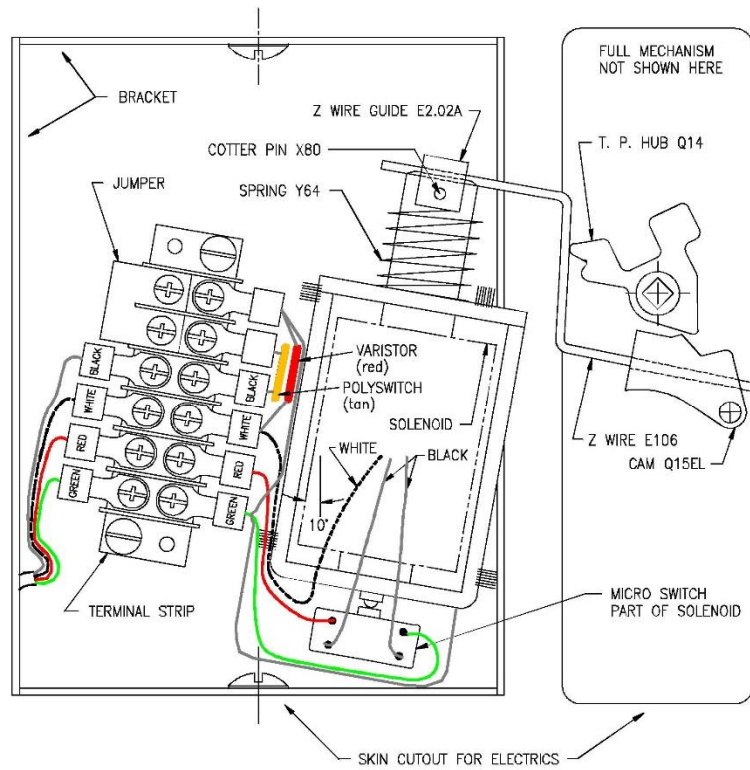 FULL MECHANISM
NOT SHOWN HERE
BRACKET
Z WIRE GUIDE E2.02A
COTTER PIN X80
T. P. HUB Q14
JUMPER
SPRING Y64
BLACK
WHITE
RED
GREEN
BLACK
WHITE
RED
GREEN
VARISTOR
(red)
POLYSWITCH
(tan)
SOLENOID
WHITE
BLACK
10°
Z WIRE E106
CAM Q15EL
TERMINAL STRIP
MICRO SWITCH
PART OF SOLENOID
SKIN CUTOUT FOR ELECTRICS